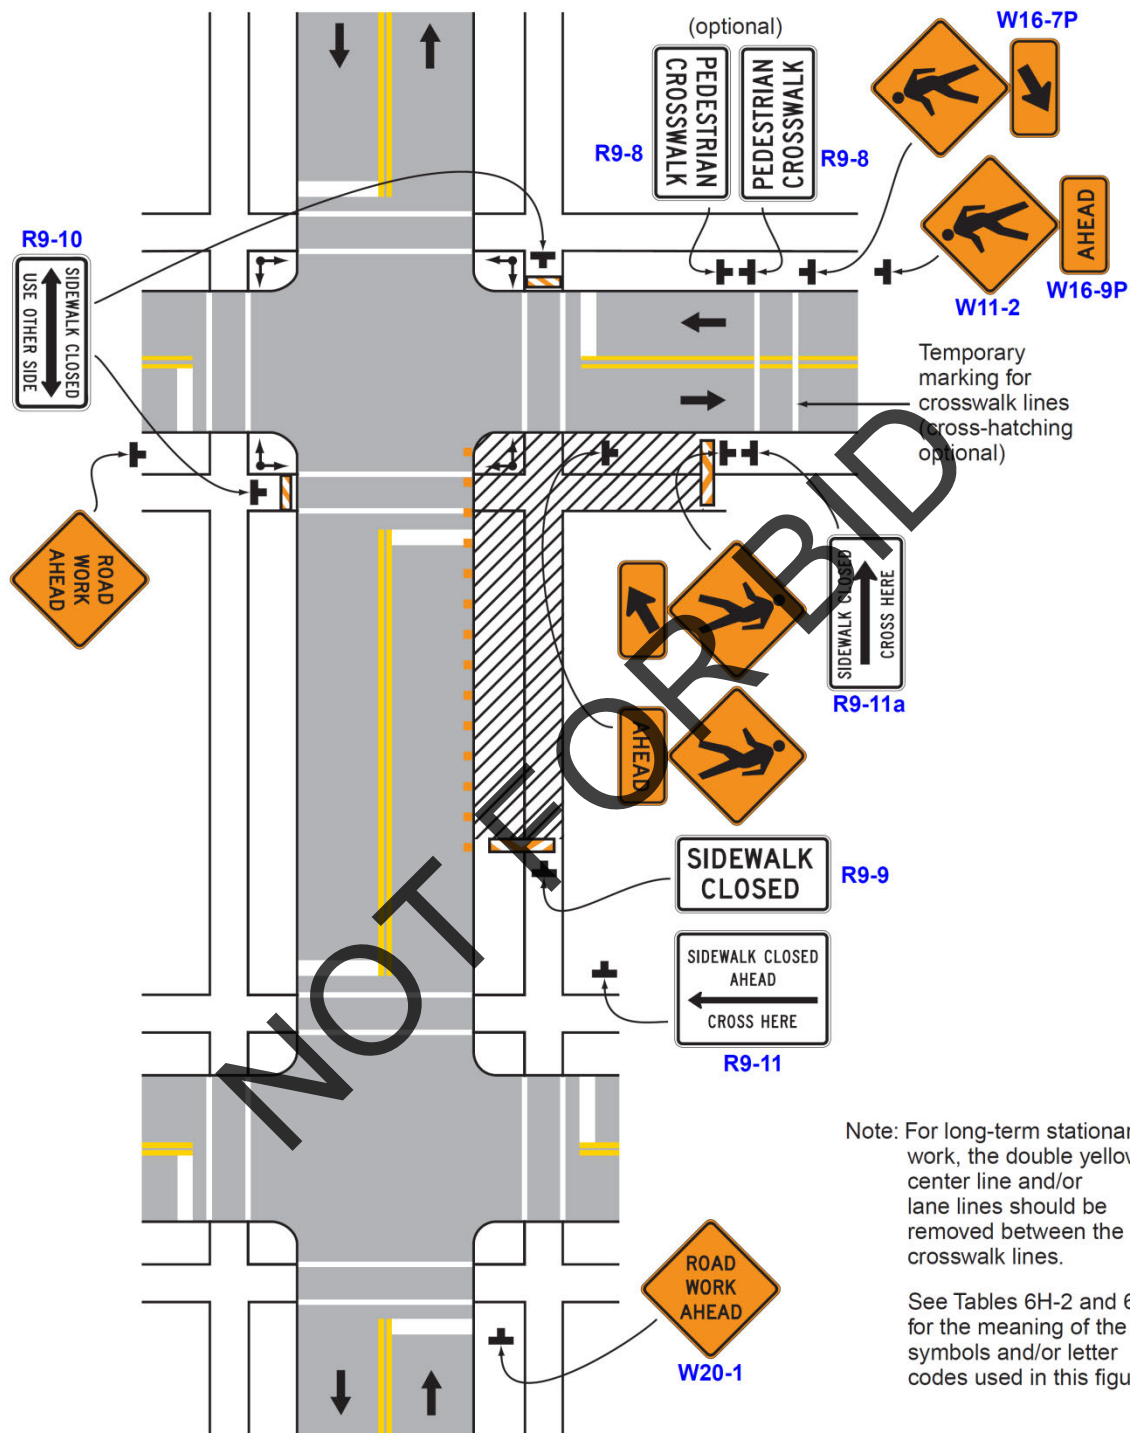 (optional)
W16-7P
PEDESTRIAN
CROSSWALK
PEDESTRIAN
CROSSWALK
R9-8
R9-8
AHEAD
W11-2
W16-9P
R9-10
SIDEWALK CLOSED
USE OTHER SIDE
Temporary
marking for
crosswalk lines
(cross-hatching
optional)
ROAD
WORK
AHEAD
SIDEWALK CLOSED
CROSS HERE
R9-11a
AHEAD
SIDEWALK
CLOSED
R9-9
SIDEWALK CLOSED
AHEAD
CROSS HERE
R9-11
NOT FOR BID
Note: For long-term stationar
work, the double yellow
center line and/or
lane lines should be
removed between the
crosswalk lines.
See Tables 6H-2 and 6
for the meaning of the
symbols and/or letter
codes used in this figu
ROAD
WORK
AHEAD
W20-1